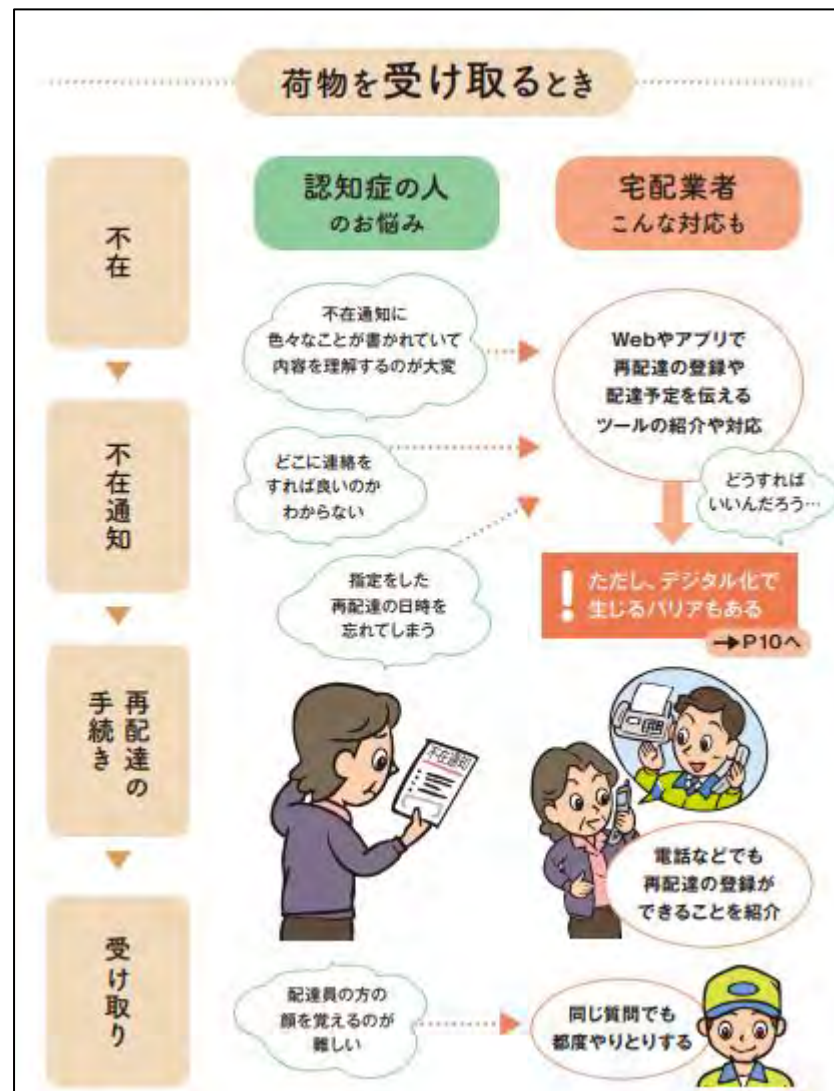 荷物を受け取るとき
認知症の人
のお悩み
宅配業者
こんな対応も
不在
不在通知に
色々なことが書かれていて
内容を理解するのが大変
Webやアプリで
再配達の登録や
配達予定を伝える
ツールの紹介や対応
不在通知
どこに連絡を
すれば良いのか
わからない
どうすれば
いいんだろう…
指定をした
再配達の日時を
忘れてしまう
! ただし、デジタル化で
生じるバリアもある
→P10へ
再配達の
手続き
不在通知
電話などでも
再配達の登録が
できることを紹介
受け取り
配達員の方の
顔を覚えるのが
難しい
同じ質問でも
都度やりとりする